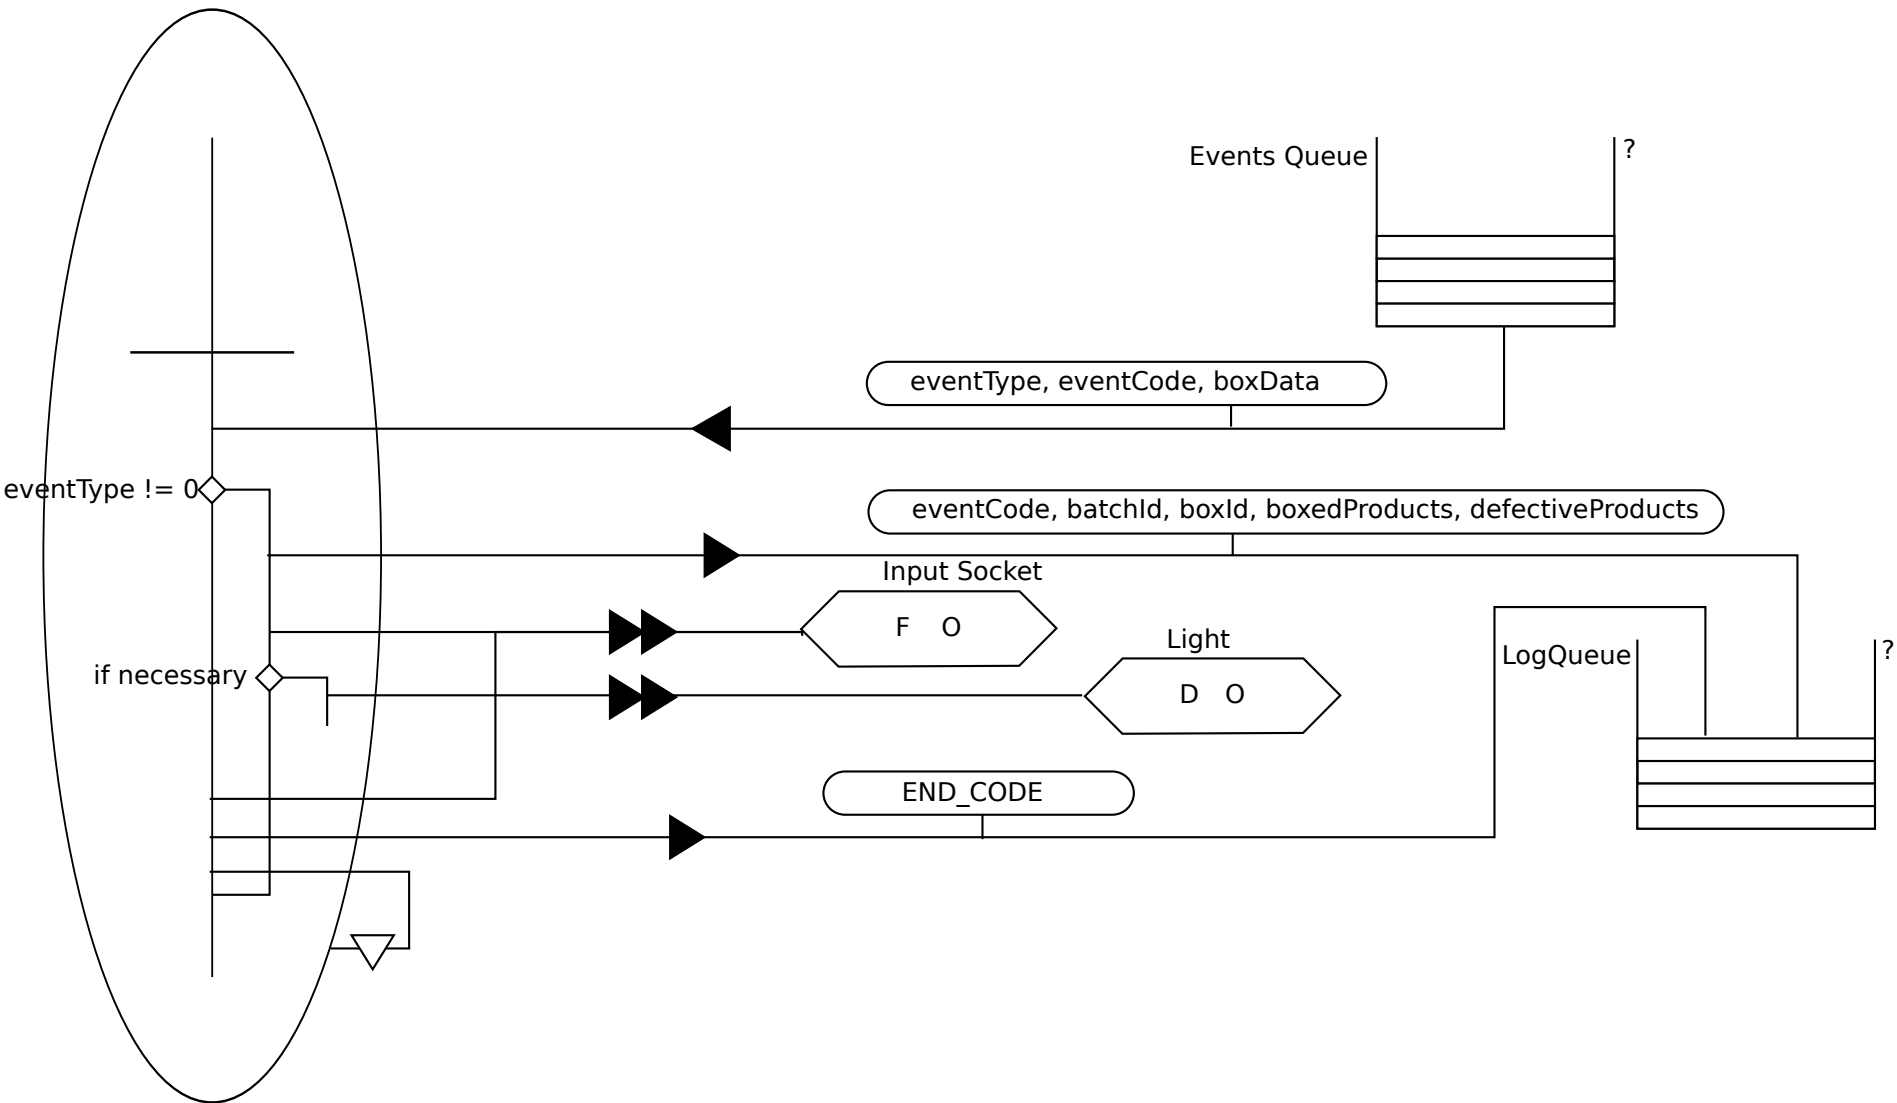 Events Queue
?
eventType, eventCode, boxData
eventType != 0
eventCode, batchId, boxId, boxedProducts, defectiveProducts
Input Socket
F O
Light
LogQueue
?
if necessary
D O
END_CODE